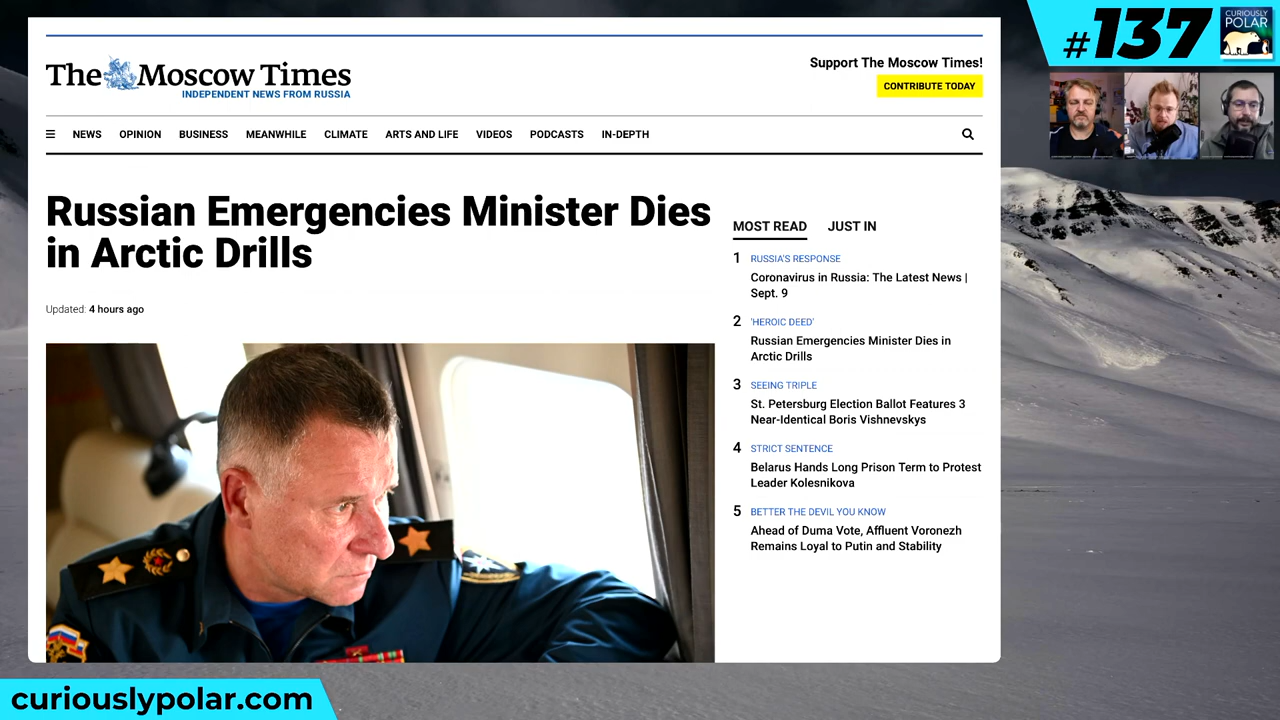 The Moscow Times
INDEPENDENT NEWS FROM RUSSIA
Support The Moscow Times!
CONTRIBUTE TODAY
NEWS OPINION BUSINESS MEANWHILE CLIMATE ARTS AND LIFE VIDEOS PODCASTS IN-DEPTH
Russian Emergencies Minister Dies
in Arctic Drills
Updated: 4 hours ago
MOST READ JUST IN
1 RUSSIA'S RESPONSE
Coronavirus in Russia: The Latest News |
Sept. 9
2 'HEROIC DEED'
Russian Emergencies Minister Dies in
Arctic Drills
3 SEEING TRIPLE
St. Petersburg Election Ballot Features 3
Near-Identical Boris Vishnevskys
4 STRICT SENTENCE
Belarus Hands Long Prison Term to Protest
Leader Kolesnikova
5 BETTER THE DEVIL YOU KNOW
Ahead of Duma Vote, Affluent Voronezh
Remains Loyal to Putin and Stability
#137
CURIOUSLY
POLAR
curiouslypolar.com